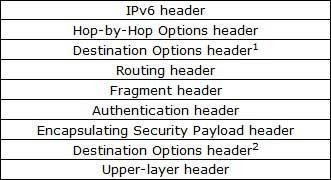 IPv6 header
Hop-by-Hop Options header
Destination Options header¹
Routing header
Fragment header
Authentication header
Encapsulating Security Payload header
Destination Options header²
Upper-layer header